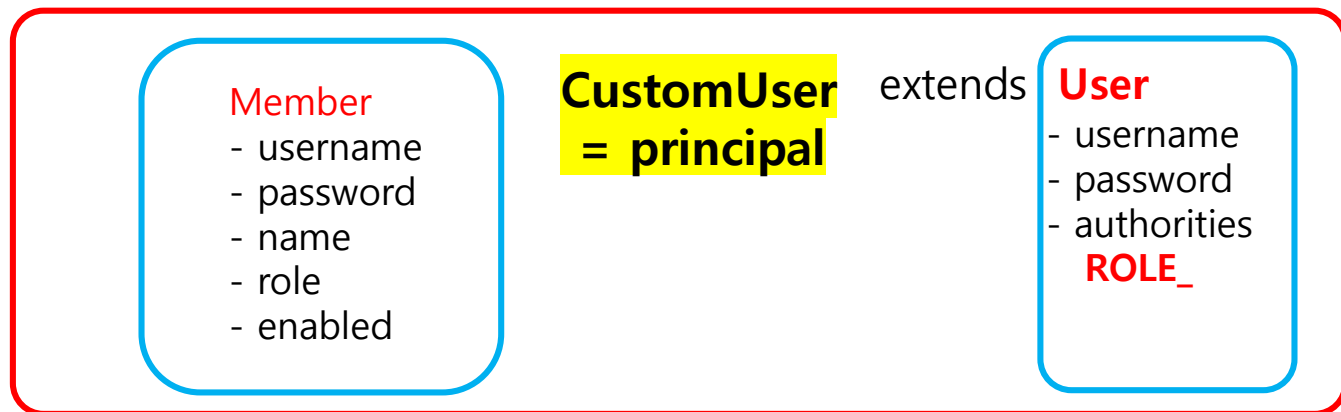 Member
- username
- password
- name
- role
- enabled
CustomUser
= principal
extends
User
- username
- password
- authorities
ROLE_